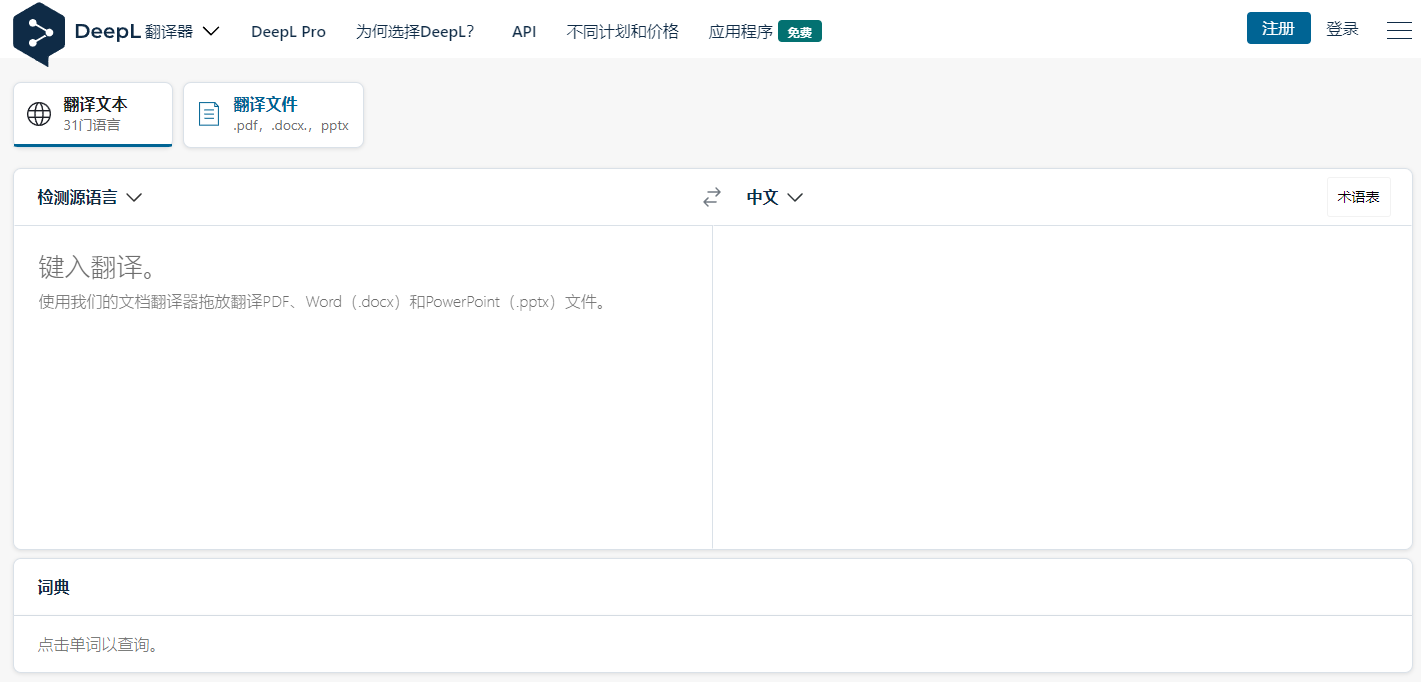 DeepL 翻译器 DeepL Pro 为何选择DeepL? API 不同计划和价格 应用程序 免费 注册 登录
翻译文本 翻译文件
31门语言 .pdf，.docx.，pptx
检测源语言 中文 术语表
键入翻译。
使用我们的文档翻译器拖放翻译PDF、Word（.docx）和PowerPoint（.pptx）文件。
词典
点击单词以查询。